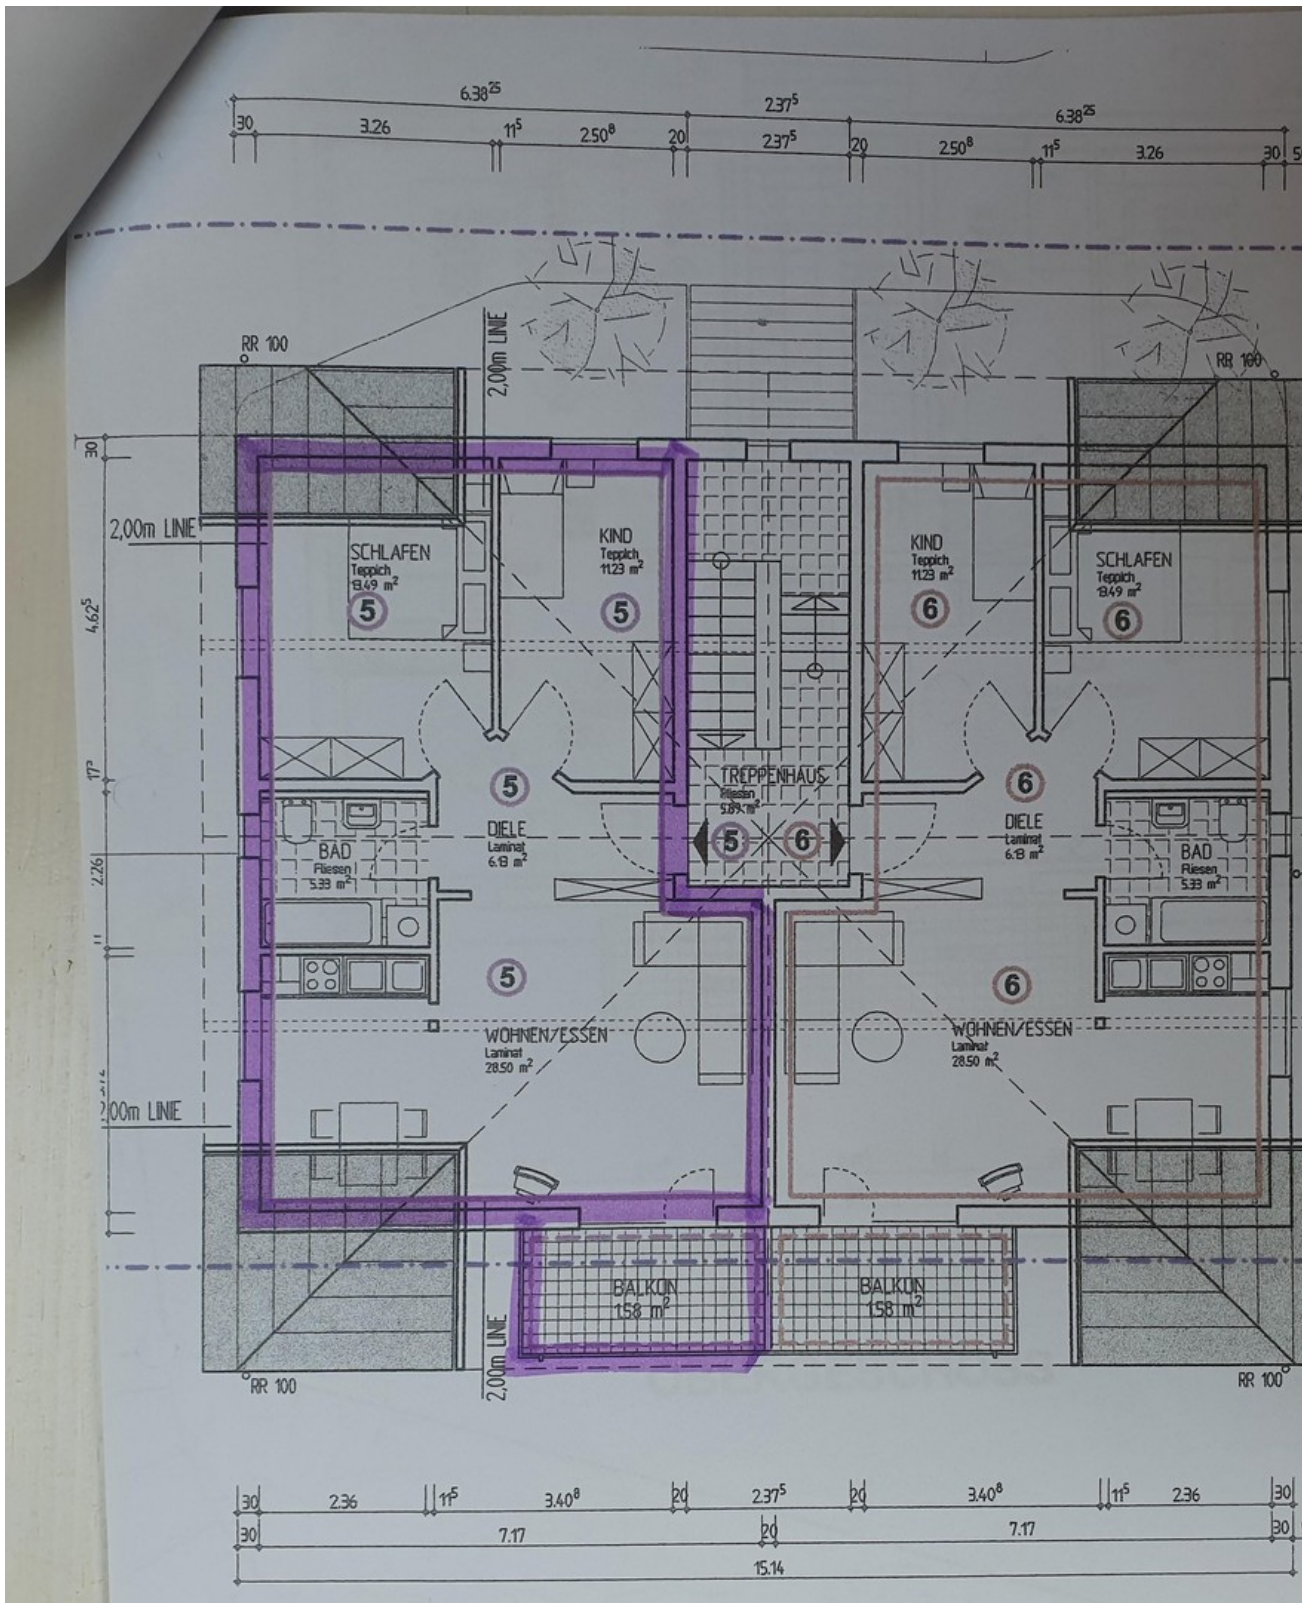 6.38²⁵ 2.37⁵ 6.38²⁵
30 3.26 11⁵ 2.50⁸ 20 2.37⁵ 20 2.50⁸ 11⁵ 3.26 30
RR 100
2,00m LINIE
RR 100
30
2,00m LINIE
SCHLAFEN
Teppich
13.49 m²
5
KIND
Teppich
11.23 m²
5
KIND
Teppich
11.23 m²
6
SCHLAFEN
Teppich
13.49 m²
6
4.62⁵
17⁵
5
TREPPENHAUS
Fliesen
5.89 m²
6
DIELE
Laminat
6.13 m²
5 6
DIELE
Laminat
6.13 m²
BAD
Fliesen
5.33 m²
BAD
Fliesen
5.33 m²
2.26
5
6
WOHNEN/ESSEN
Laminat
28.50 m²
WOHNEN/ESSEN
Laminat
28.50 m²
2,00m LINIE
BALKON
1.58 m²
BALKON
1.58 m²
2,00m LINIE
RR 100
RR 100
30 2.36 11⁵ 3.40⁸ 20 2.37⁵ 20 3.40⁸ 11⁵ 2.36 30
30 7.17 20 7.17 30
15.14